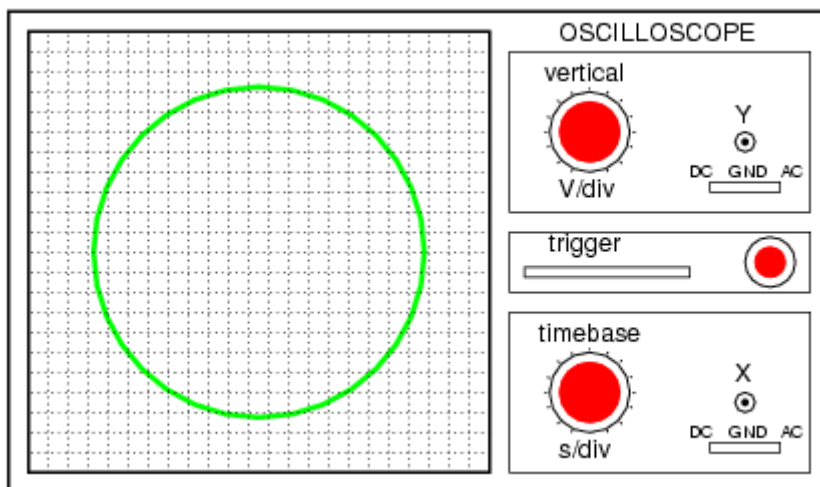 OSCILLOSCOPE
vertical
Y
DC GND AC
V/div
trigger
timebase
X
DC GND AC
s/div